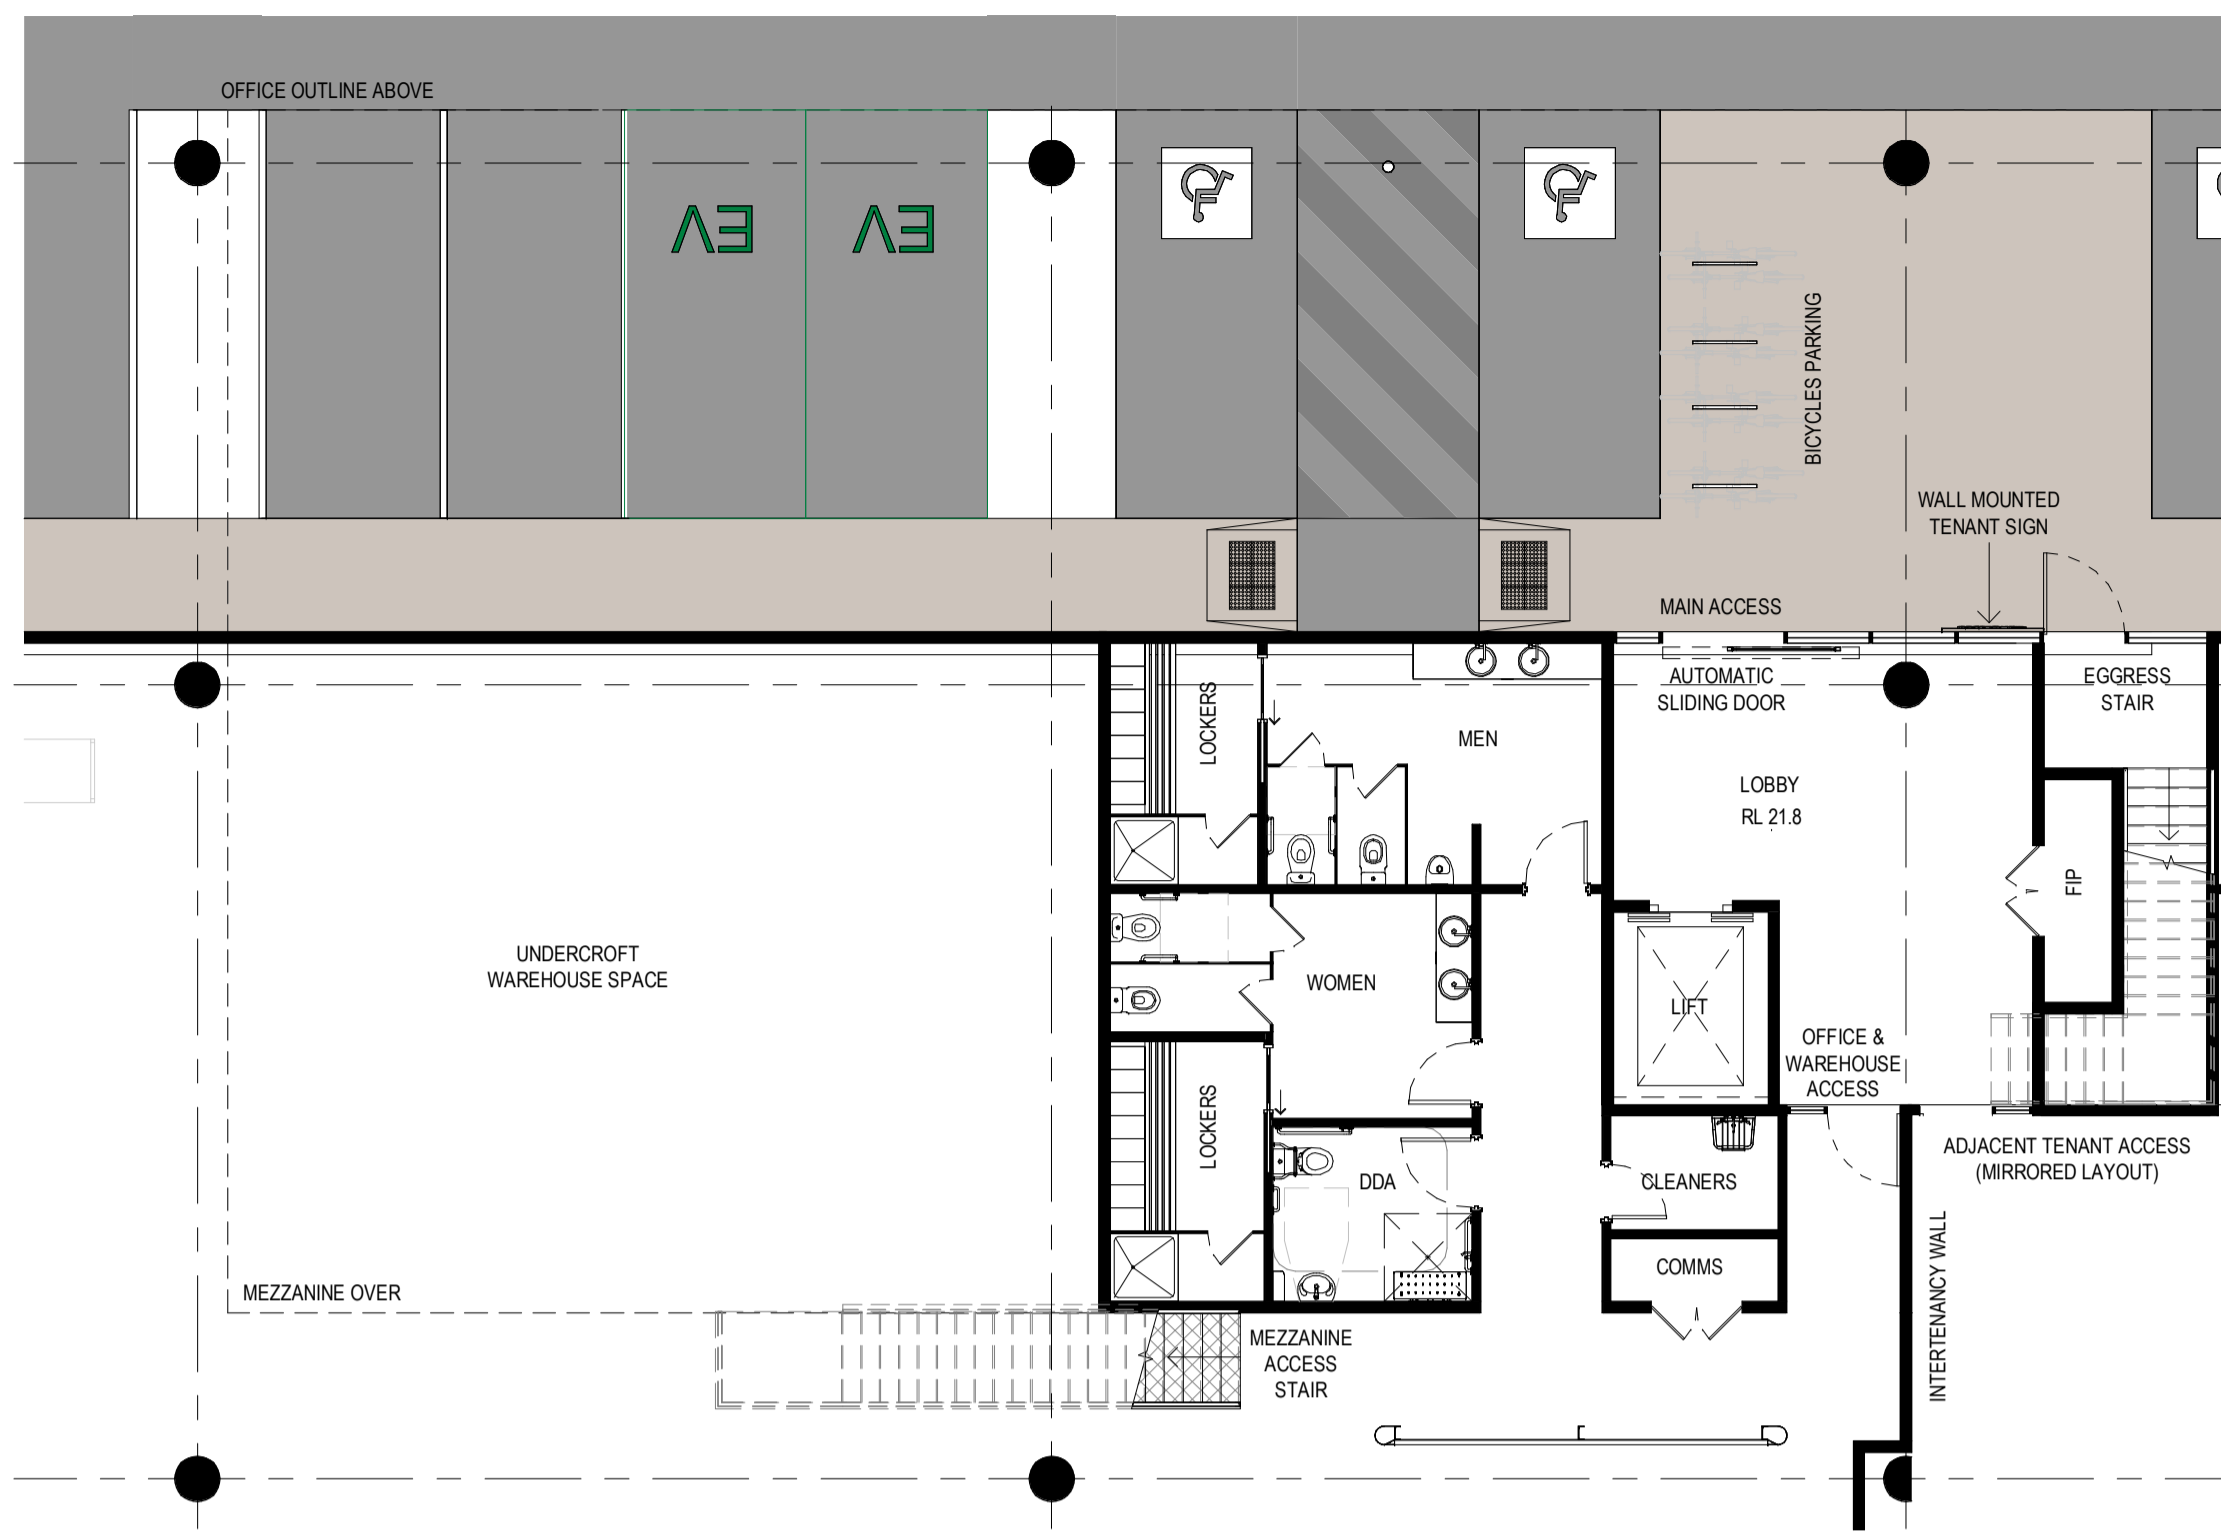 OFFICE OUTLINE ABOVE
EV
EV
BICYCLES PARKING
WALL MOUNTED
TENANT SIGN
MAIN ACCESS
AUTOMATIC
SLIDING DOOR
EGGRESS
STAIR
LOCKERS
MEN
LOBBY
RL 21.8
FIP
UNDERCROFT
WAREHOUSE SPACE
WOMEN
LIFT
OFFICE &
WAREHOUSE
ACCESS
LOCKERS
DDA
CLEANERS
ADJACENT TENANT ACCESS
(MIRRORED LAYOUT)
COMMS
INTERTENANCY WALL
MEZZANINE OVER
MEZZANINE
ACCESS
STAIR